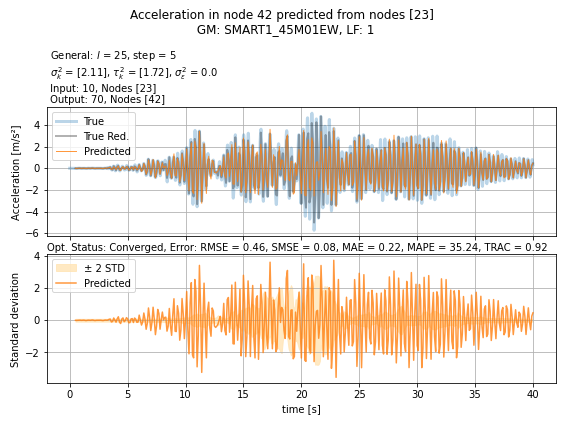 Acceleration in node 42 predicted from nodes [23]
GM: SMART1_45M01EW, LF: 1
General: l = 25, step = 5
σ²ₖ = [2.11], τ²ₖ = [1.72], σ²ₑ = 0.0
Input: 10, Nodes [23]
Output: 70, Nodes [42]
Acceleration [m/s²]
4
2
0
−2
−4
−6
True
True Red.
Predicted
Opt. Status: Converged, Error: RMSE = 0.46, SMSE = 0.08, MAE = 0.22, MAPE = 35.24, TRAC = 0.92
Standard deviation
4
2
0
−2
± 2 STD
Predicted
0 5 10 15 20 25 30 35 40
time [s]